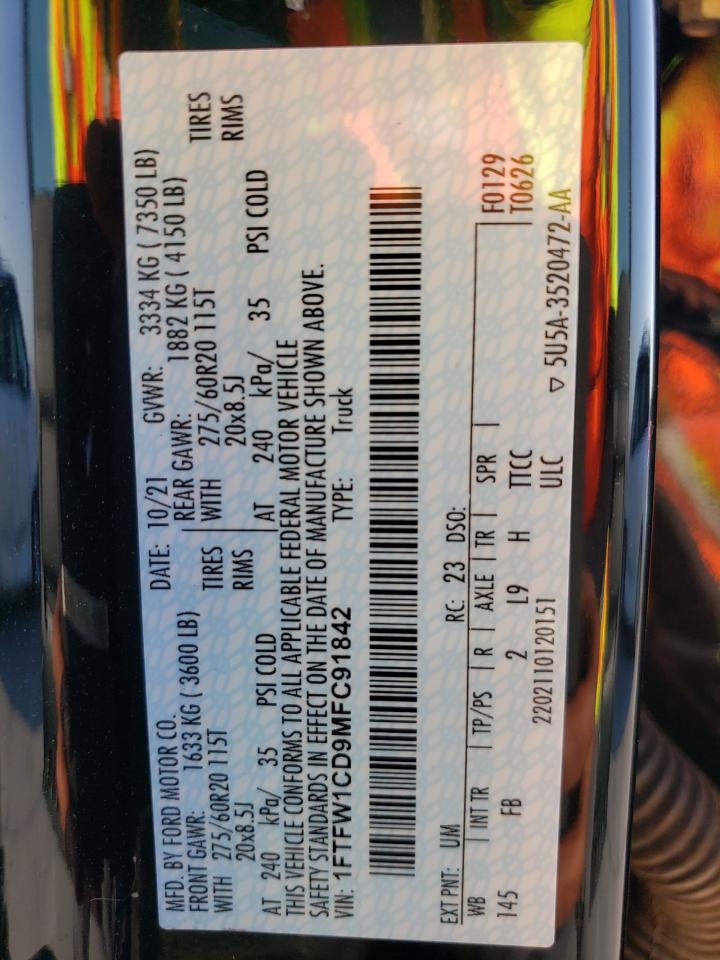 MFD. BY FORD MOTOR CO.
DATE: 10/21 GVWR: 3334 KG ( 7350 LB)
FRONT GAWR: 1633 KG ( 3600 LB) REAR GAWR: 1882 KG ( 4150 LB)
WITH 275/60R20 115T TIRES WITH 275/60R20 115T TIRES
20x8.5J RIMS 20x8.5J RIMS
AT 240 kPa/ 35 PSI COLD AT 240 kPa/ 35 PSI COLD
THIS VEHICLE CONFORMS TO ALL APPLICABLE FEDERAL MOTOR VEHICLE
SAFETY STANDARDS IN EFFECT ON THE DATE OF MANUFACTURE SHOWN ABOVE.
VIN: 1FTFW1CD9MFC91842 TYPE: Truck
EXT PNT: UM RC: 23 DSO: F0129
WB INT TR TP/PS R AXLE TR SPR T0626
145 FB 2 L9 H TTCC
ULC
2202110120151 ▽ 5U5A-3520472-AA